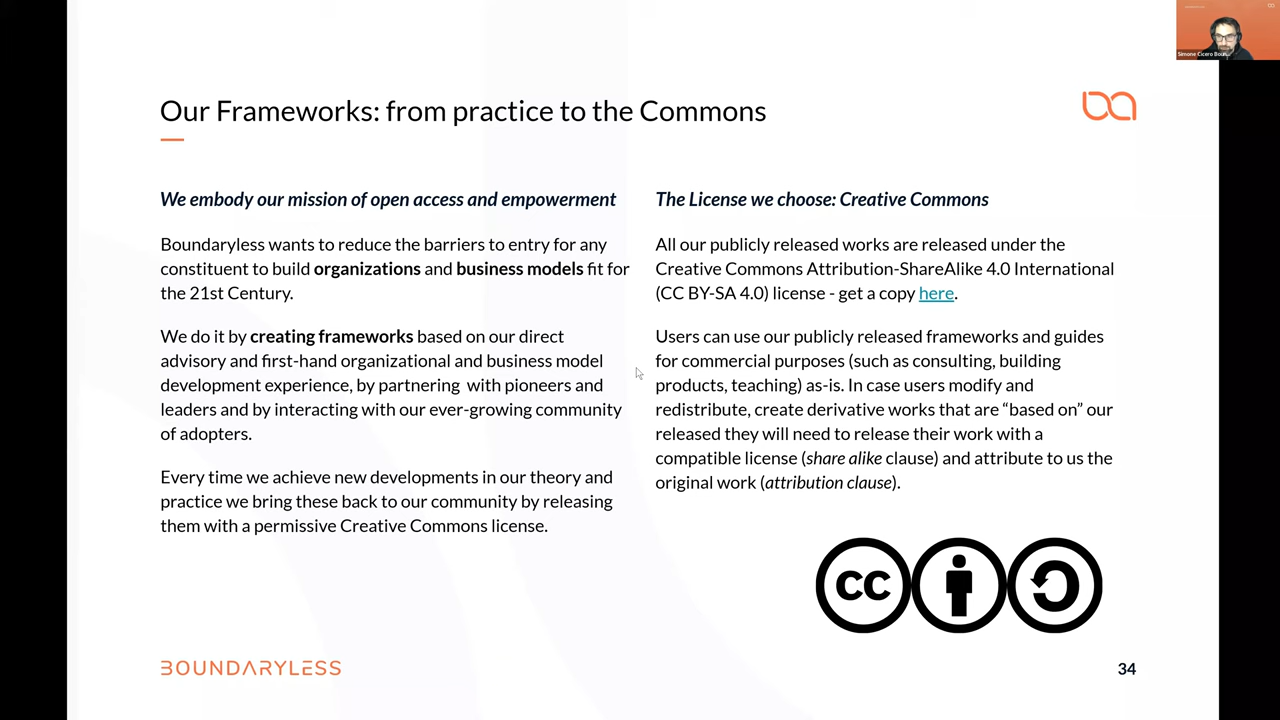 Simone Cicero Boun...
Our Frameworks: from practice to the Commons
We embody our mission of open access and empowerment
Boundaryless wants to reduce the barriers to entry for any
constituent to build organizations and business models fit for
the 21st Century.
We do it by creating frameworks based on our direct
advisory and first-hand organizational and business model
development experience, by partnering with pioneers and
leaders and by interacting with our ever-growing community
of adopters.
Every time we achieve new developments in our theory and
practice we bring these back to our community by releasing
them with a permissive Creative Commons license.
The License we choose: Creative Commons
All our publicly released works are released under the
Creative Commons Attribution-ShareAlike 4.0 International
(CC BY-SA 4.0) license - get a copy here.
Users can use our publicly released frameworks and guides
for commercial purposes (such as consulting, building
products, teaching) as-is. In case users modify and
redistribute, create derivative works that are “based on” our
released they will need to release their work with a
compatible license (share alike clause) and attribute to us the
original work (attribution clause).
cc
BOUNDARYLESS
34